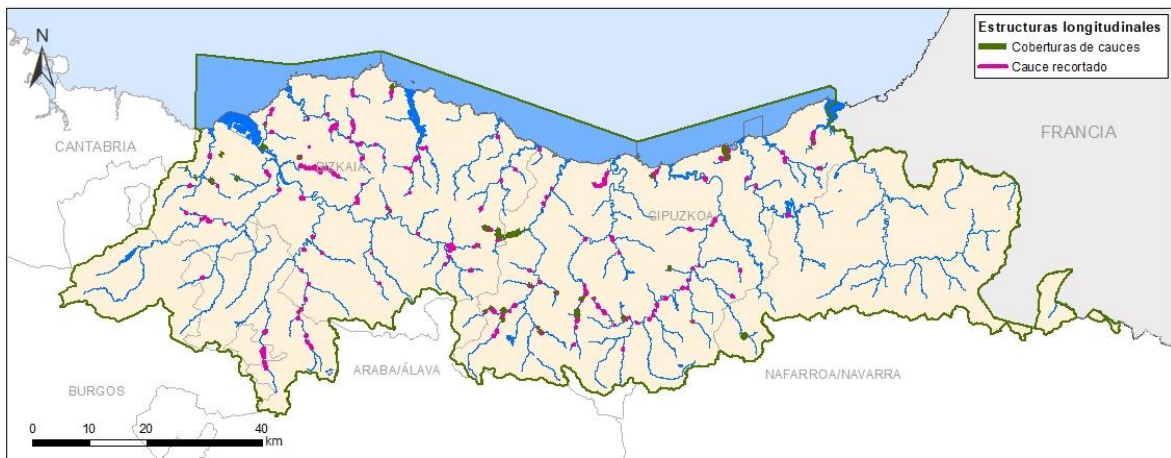 Estructuras longitudinales
Coberturas de cauces
Cauce recortado
N
FRANCIA
CANTABRIA
BIZKAIA
GIPUZKOA
ARABA/ÁLAVA
NAFARROA/NAVARRA
BURGOS
0 10 20 40
km